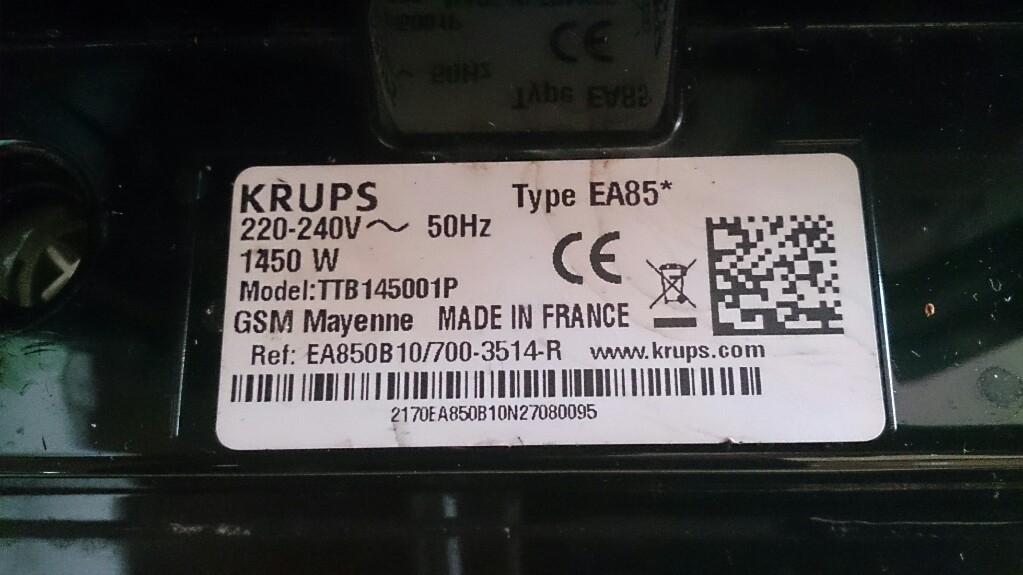 KRUPS Type EA85*
220-240V～ 50Hz
1450 W
CE
Model:TTB145001P
GSM Mayenne MADE IN FRANCE
Ref: EA850B10/700-3514-R www.krups.com
2170EA850B10N27080095